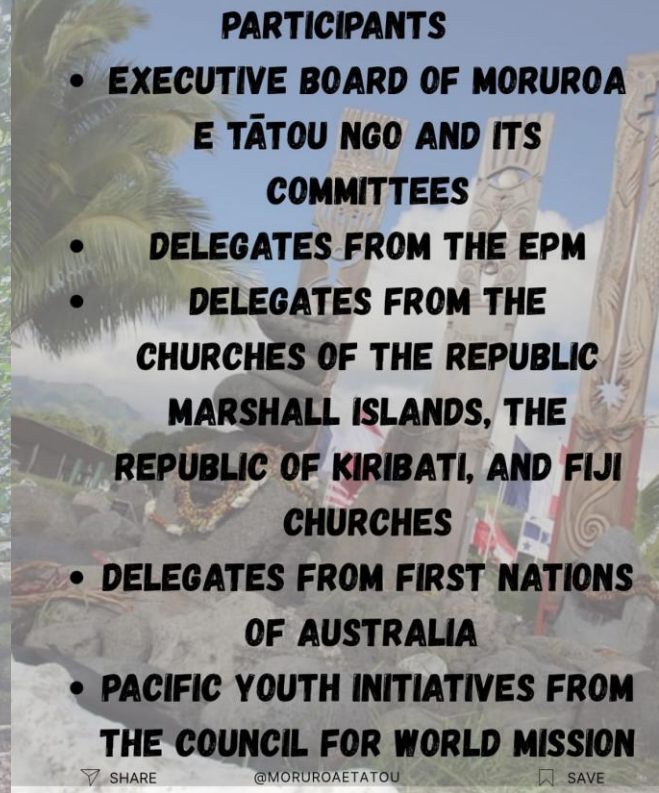 PARTICIPANTS
• EXECUTIVE BOARD OF MORUROA
E TĀTOU NGO AND ITS
COMMITTEES
• DELEGATES FROM THE EPM
• DELEGATES FROM THE
CHURCHES OF THE REPUBLIC
MARSHALL ISLANDS, THE
REPUBLIC OF KIRIBATI, AND FIJI
CHURCHES
• DELEGATES FROM FIRST NATIONS
OF AUSTRALIA
• PACIFIC YOUTH INITIATIVES FROM
THE COUNCIL FOR WORLD MISSION
SHARE @MORUROAETATOU SAVE